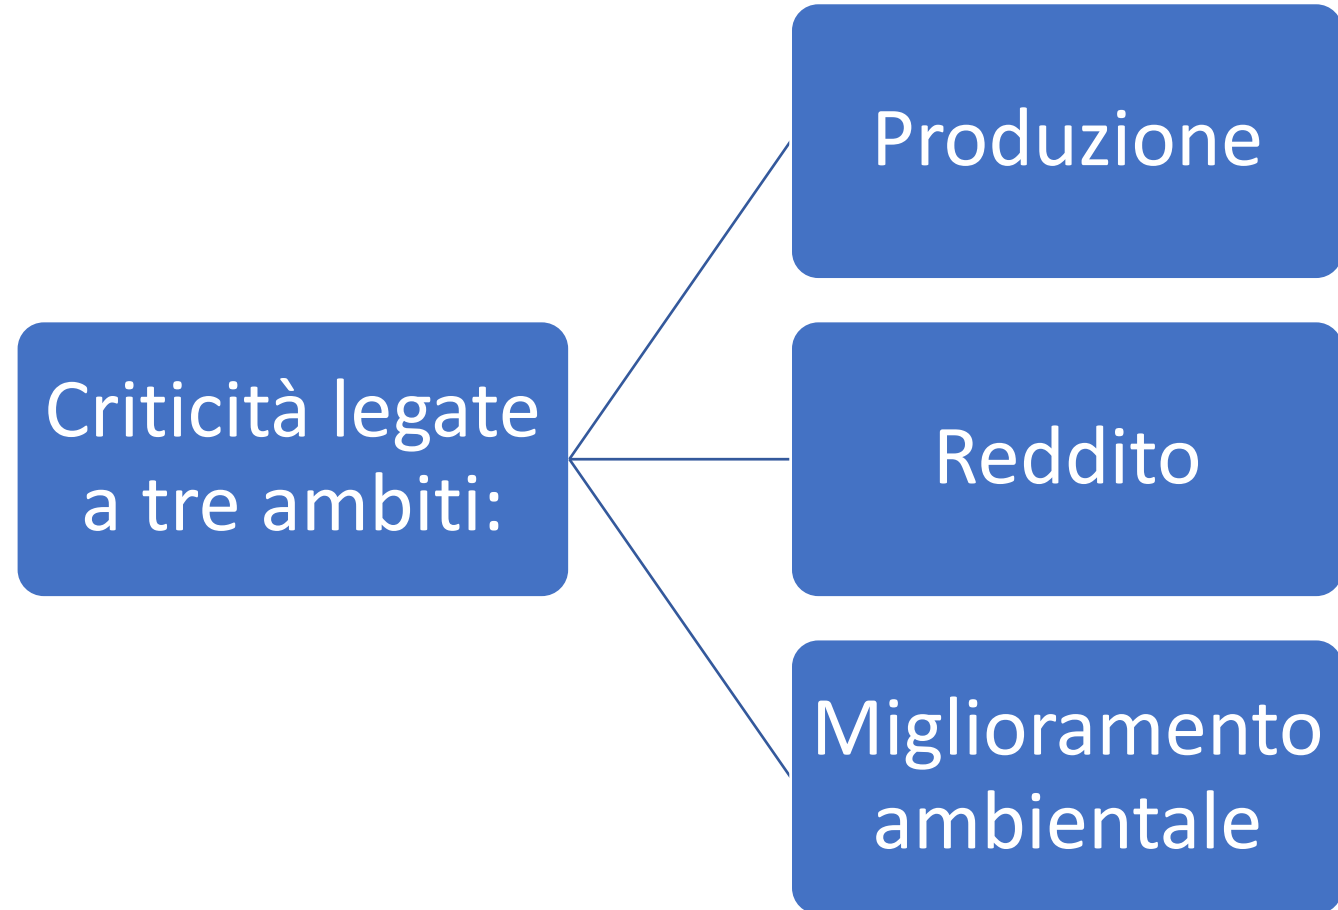 Criticità legate
a tre ambiti:
Produzione
Reddito
Miglioramento
ambientale